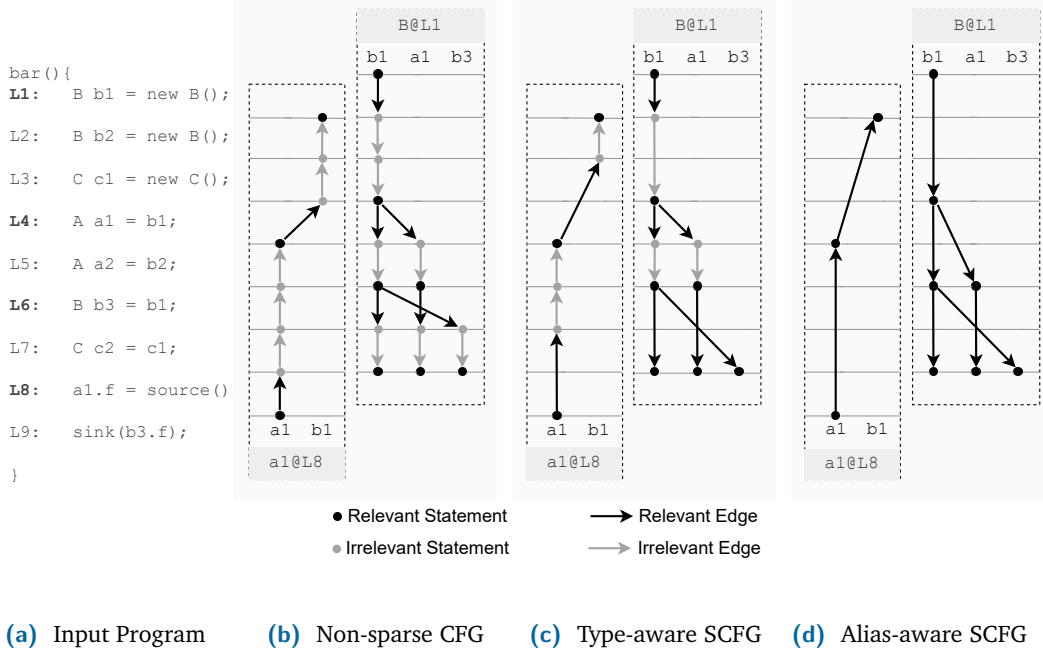 bar(){
L1: B b1 = new B();
L2: B b2 = new B();
L3: C c1 = new C();
L4: A a1 = b1;
L5: A a2 = b2;
L6: B b3 = b1;
L7: C c2 = c1;
L8: a1.f = source()
L9: sink(b3.f);
}
B@L1
b1 a1 b3
a1 b1
a1@L8
B@L1
b1 a1 b3
a1 b1
a1@L8
B@L1
b1 a1 b3
a1 b1
a1@L8
Relevant Statement
Relevant Edge
Irrelevant Statement
Irrelevant Edge
(a) Input Program
(b) Non-sparse CFG
(c) Type-aware SCFG
(d) Alias-aware SCFG